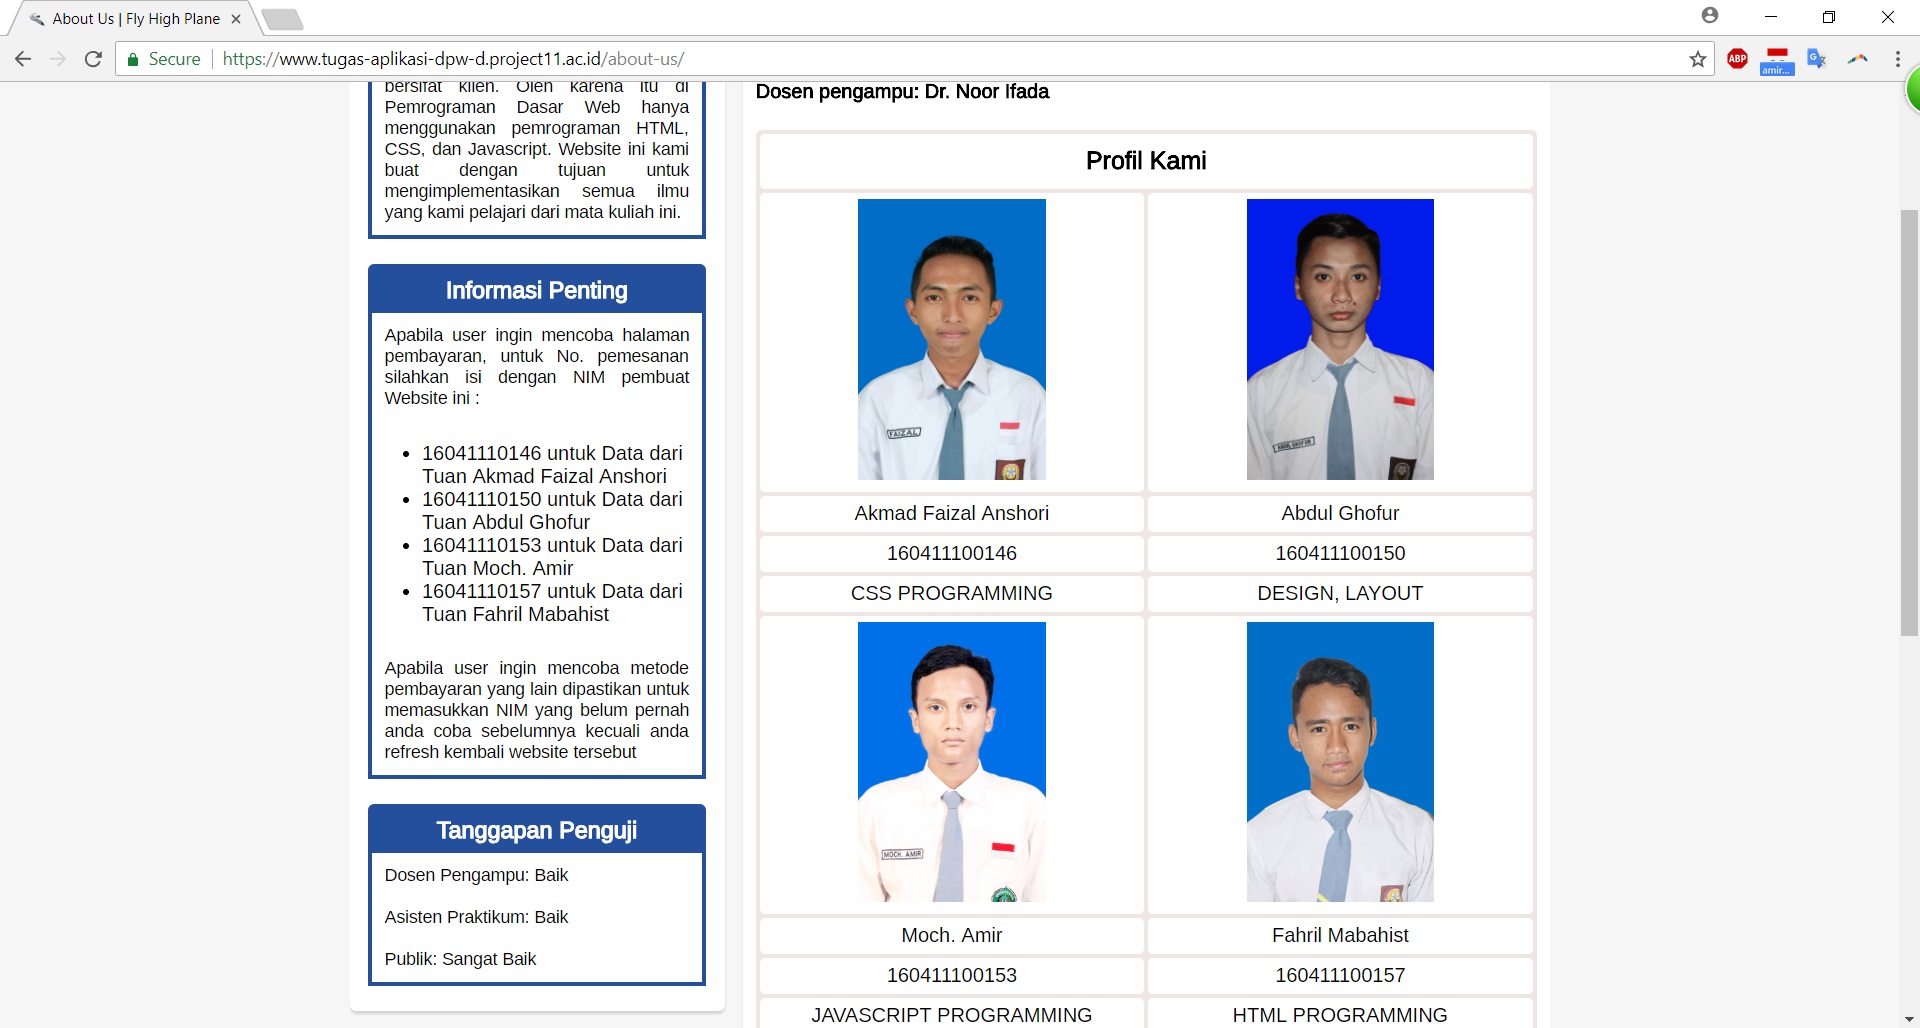 About Us | Fly High Plane
Secure
https://www.tugas-aplikasi-dpw-d.project11.ac.id/about-us/
ABP
amir...
bersifat klien. Oleh karena itu di
Pemrograman Dasar Web hanya
menggunakan pemrograman HTML,
CSS, dan Javascript. Website ini kami
buat dengan tujuan untuk
mengimplementasikan semua ilmu
yang kami pelajari dari mata kuliah ini.
Informasi Penting
Apabila user ingin mencoba halaman
pembayaran, untuk No. pemesanan
silahkan isi dengan NIM pembuat
Website ini :
16041110146 untuk Data dari
Tuan Akmad Faizal Anshori
16041110150 untuk Data dari
Tuan Abdul Ghofur
16041110153 untuk Data dari
Tuan Moch. Amir
16041110157 untuk Data dari
Tuan Fahril Mabahist
Apabila user ingin mencoba metode
pembayaran yang lain dipastikan untuk
memasukkan NIM yang belum pernah
anda coba sebelumnya kecuali anda
refresh kembali website tersebut
Tanggapan Penguji
Dosen Pengampu: Baik
Asisten Praktikum: Baik
Publik: Sangat Baik
Dosen pengampu: Dr. Noor Ifada
Profil Kami
FAIZAL
ABDUL GHOFUR
Akmad Faizal Anshori
Abdul Ghofur
160411100146
160411100150
CSS PROGRAMMING
DESIGN, LAYOUT
MOCH. AMIR
Moch. Amir
Fahril Mabahist
160411100153
160411100157
JAVASCRIPT PROGRAMMING
HTML PROGRAMMING